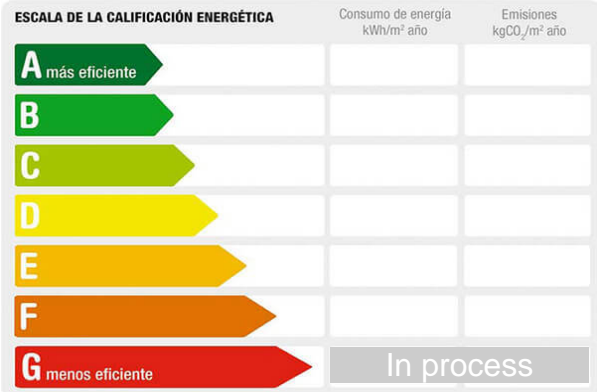 ESCALA DE LA CALIFICACIÓN ENERGÉTICA
Consumo de energía
kWh/m² año
Emisiones
kgCO₂/m² año
A más eficiente
B
C
D
E
F
G menos eficiente
In process